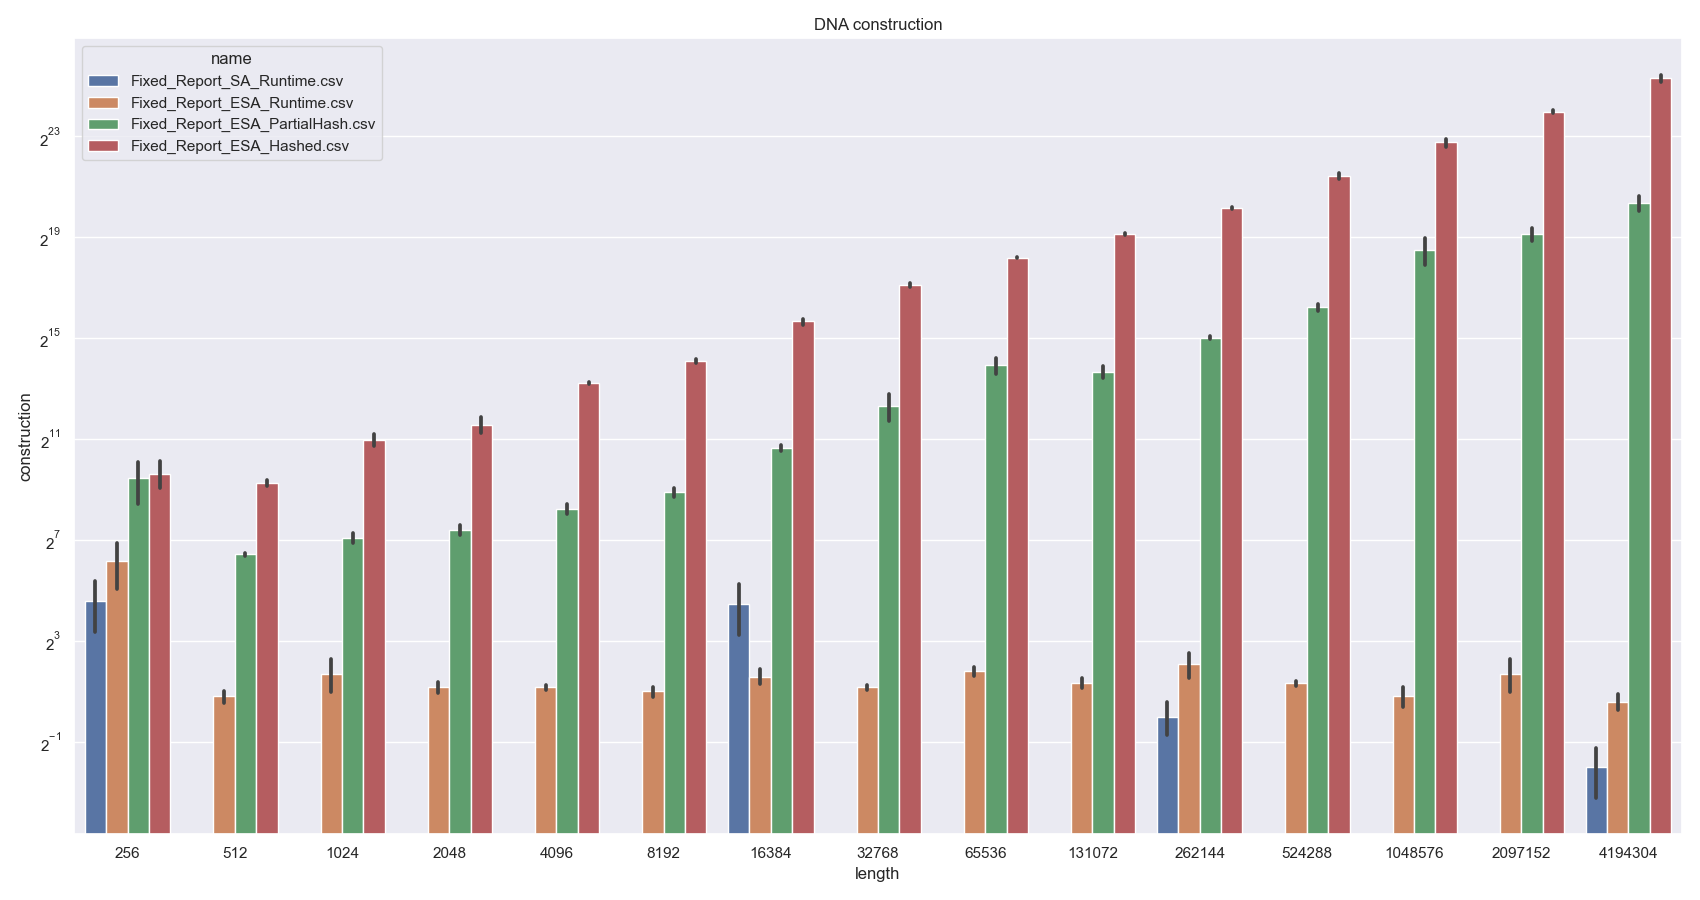 DNA construction
name
Fixed_Report_SA_Runtime.csv
Fixed_Report_ESA_Runtime.csv
Fixed_Report_ESA_PartialHash.csv
Fixed_Report_ESA_Hashed.csv
2^23
2^19
2^15
2^11
2^7
2^3
2^−1
construction
256 512 1024 2048 4096 8192 16384 32768 65536 131072 262144 524288 1048576 2097152 4194304
length